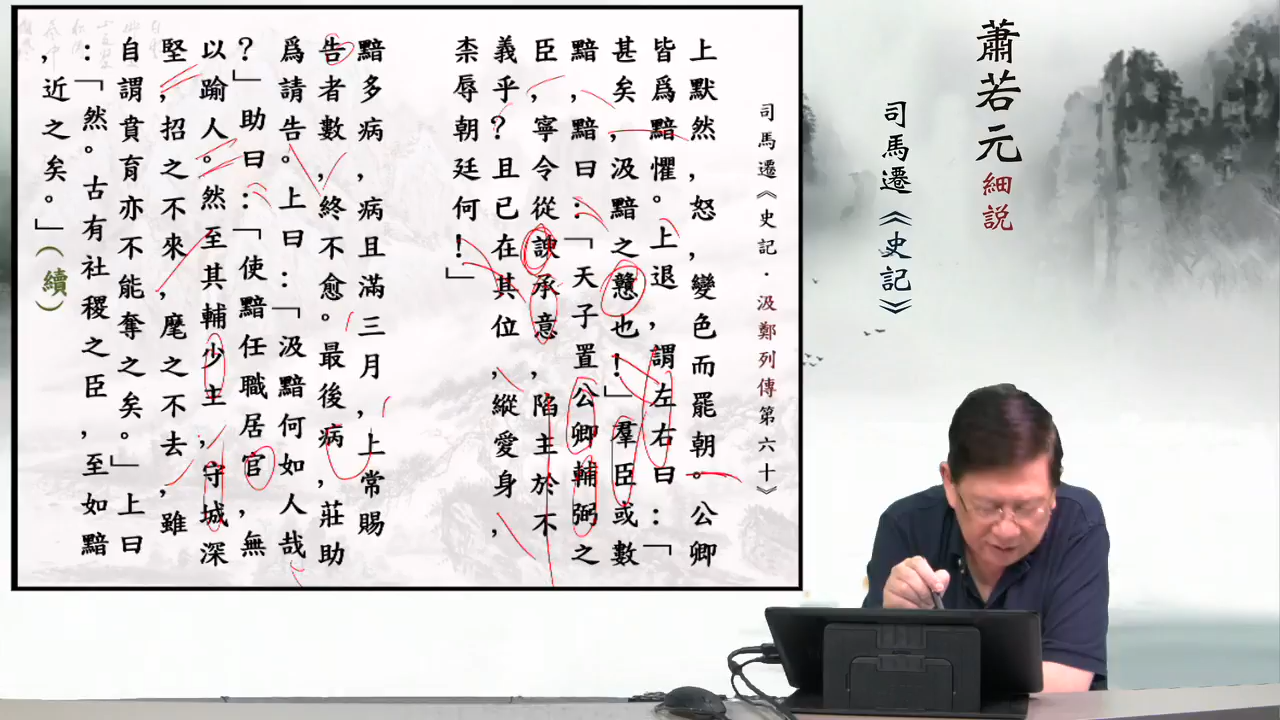 蕭若元
細說
司馬遷《史記》
司馬遷《史記．汲鄭列傳第六十》
上默然，怒，變色而罷朝。公卿
皆爲黯懼。上退，謂左右曰：「
甚矣，汲黯之戆也！」羣臣或數
黯，黯曰：「天子置公卿輔弼之
臣，寧令從諛承意，陷主於不
義乎？且已在其位，縱愛身，
柰辱朝廷何！」
黯多病，病且滿三月，上常賜
告者數，終不愈。最後病，莊助
爲請告。上曰：「汲黯何如人哉
？」助曰：「使黯任職居官，無
以踰人。然至其輔少主，守城深
堅，招之不來，麾之不去，雖
自謂賁育亦不能奪之矣。」上曰
：「然。古有社稷之臣，至如黯
，近之矣。」（續）